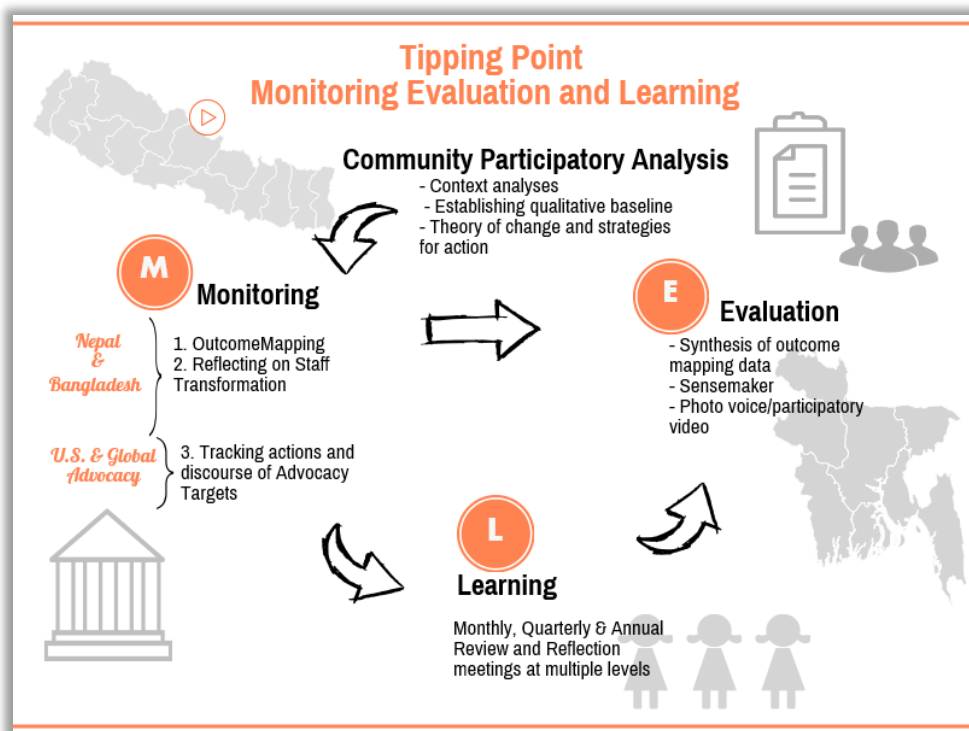 Tipping Point
Monitoring Evaluation and Learning
Community Participatory Analysis
- Context analyses
- Establishing qualitative baseline
- Theory of change and strategies
for action
M
Monitoring
Nepal
&
Bangladesh
1. OutcomeMapping
2. Reflecting on Staff
Transformation
U.S. & Global
Advocacy
3. Tracking actions and
discourse of Advocacy
Targets
E
Evaluation
- Synthesis of outcome
mapping data
- Sensemaker
- Photo voice/participatory
video
L
Learning
Monthly, Quarterly & Annual
Review and Reflection
meetings at multiple levels